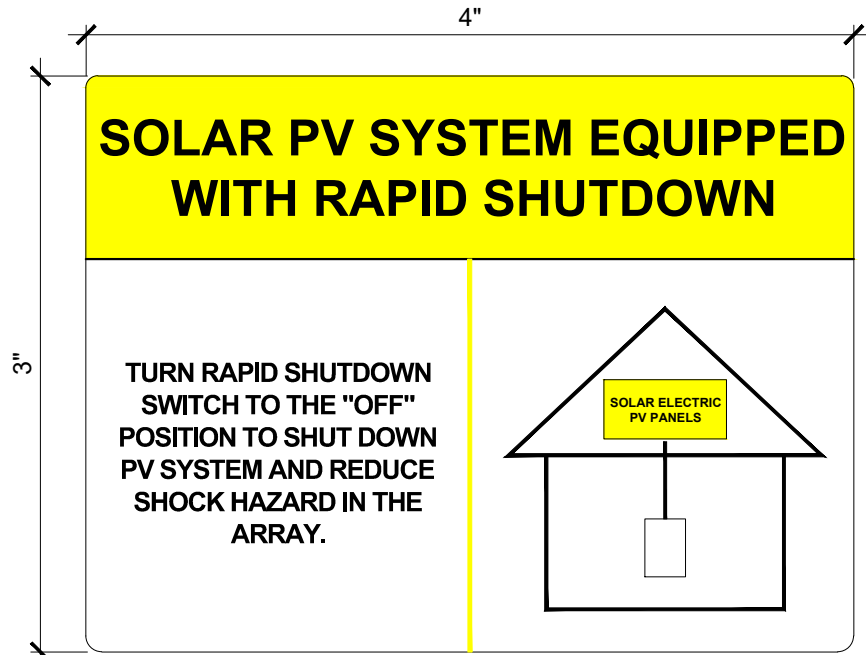 4"
3"
SOLAR PV SYSTEM EQUIPPED
WITH RAPID SHUTDOWN
TURN RAPID SHUTDOWN
SWITCH TO THE "OFF"
POSITION TO SHUT DOWN
PV SYSTEM AND REDUCE
SHOCK HAZARD IN THE
ARRAY.
SOLAR ELECTRIC
PV PANELS